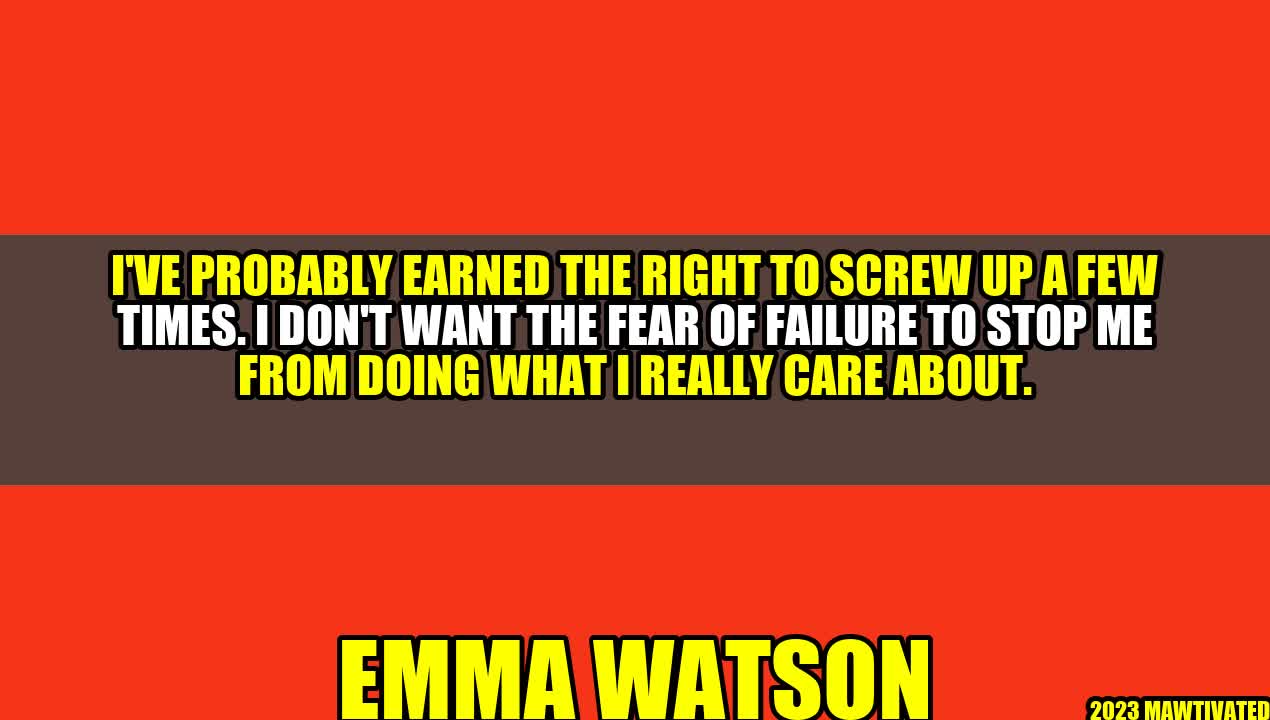 I'VE PROBABLY EARNED THE RIGHT TO SCREW UP A FEW
TIMES. I DON'T WANT THE FEAR OF FAILURE TO STOP ME
FROM DOING WHAT I REALLY CARE ABOUT.
EMMA WATSON
2023 MAWTIVATED